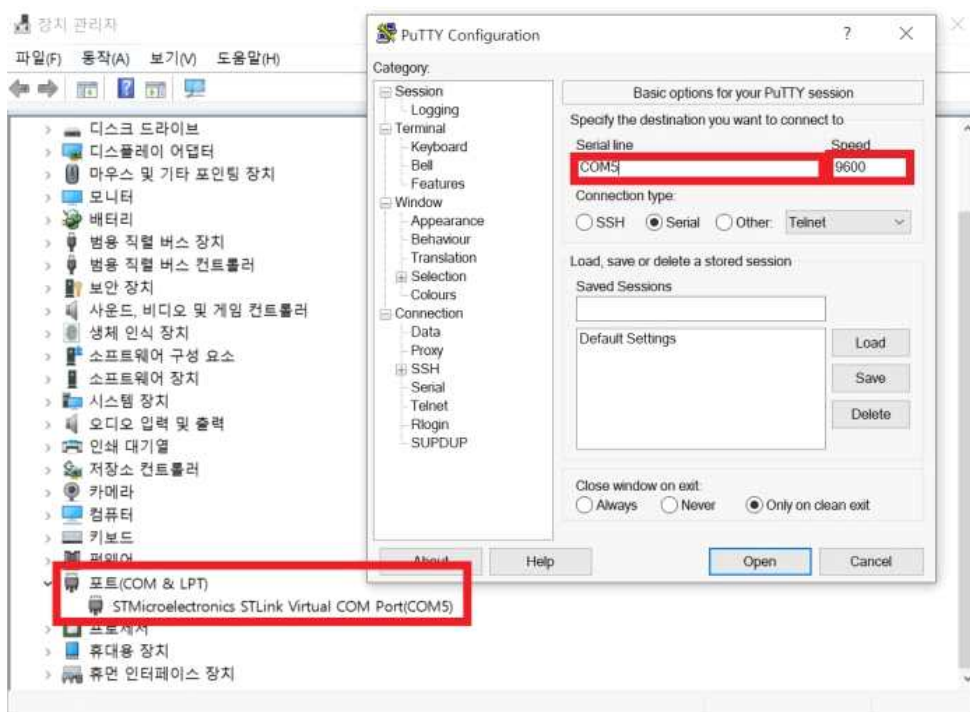 장치 관리자
파일(F) 동작(A) 보기(V) 도움말(H)
디스크 드라이브
디스플레이 어댑터
마우스 및 기타 포인팅 장치
모니터
배터리
범용 직렬 버스 장치
범용 직렬 버스 컨트롤러
보안 장치
사운드, 비디오 및 게임 컨트롤러
생체 인식 장치
소프트웨어 구성 요소
소프트웨어 장치
시스템 장치
오디오 입력 및 출력
인쇄 대기열
저장소 컨트롤러
카메라
컴퓨터
키보드
펌웨어
포트(COM & LPT)
STMicroelectronics STLink Virtual COM Port(COM5)
프로세서
휴대용 장치
휴먼 인터페이스 장치
PuTTY Configuration
Category:
Session
Logging
Terminal
Keyboard
Bell
Features
Window
Appearance
Behaviour
Translation
Selection
Colours
Connection
Data
Proxy
SSH
Serial
Telnet
Rlogin
SUPDUP
Basic options for your PuTTY session
Specify the destination you want to connect to
Serial line Speed
COM5 9600
Connection type:
SSH Serial Other: Telnet
Load, save or delete a stored session
Saved Sessions
Default Settings
Load
Save
Delete
Close window on exit:
Always Never Only on clean exit
About Help Open Cancel